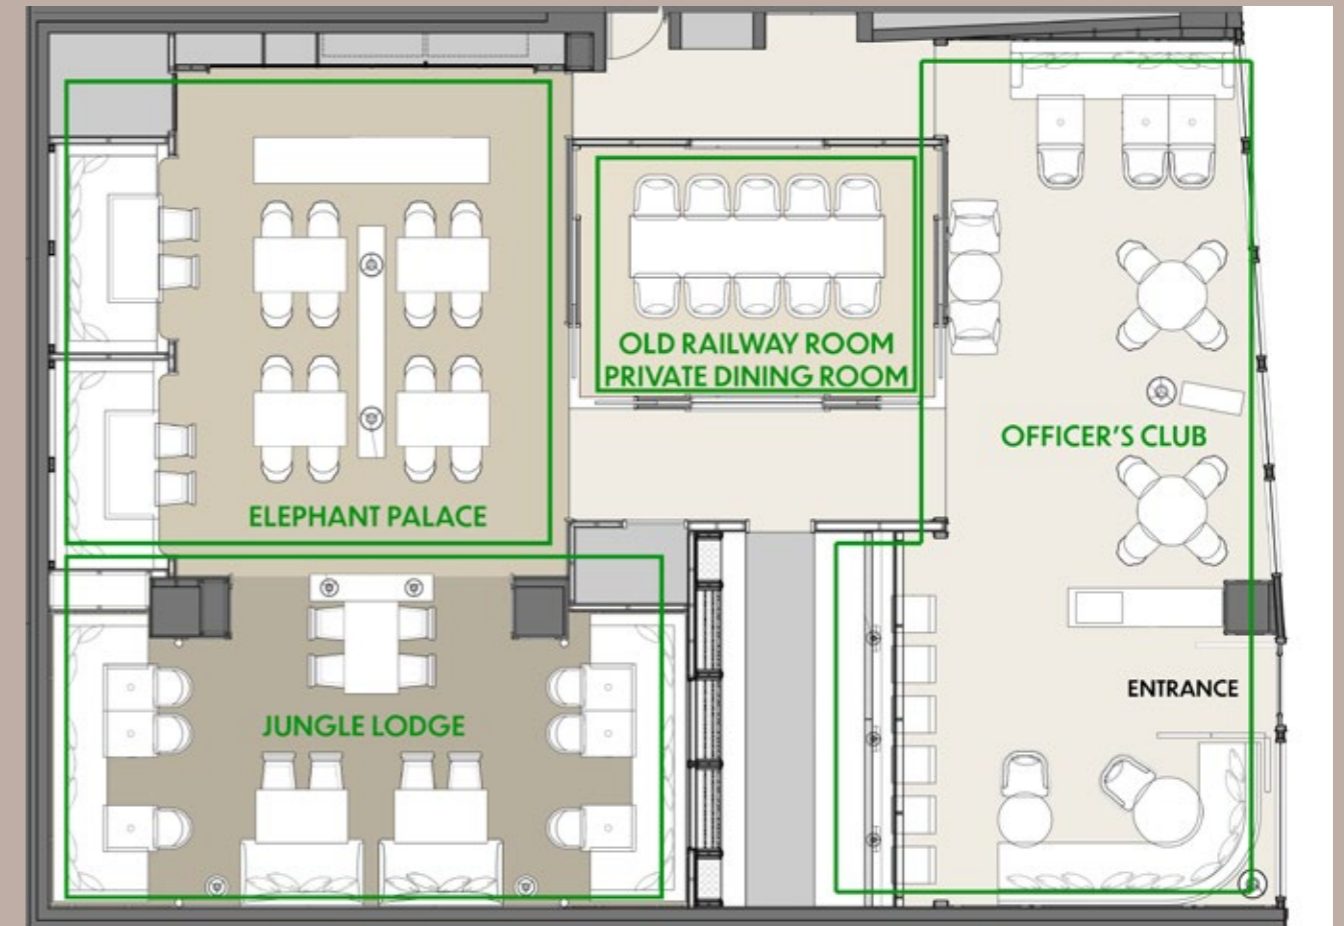 OLD RAILWAY ROOM
PRIVATE DINING ROOM
OFFICER'S CLUB
ELEPHANT PALACE
ENTRANCE
JUNGLE LODGE